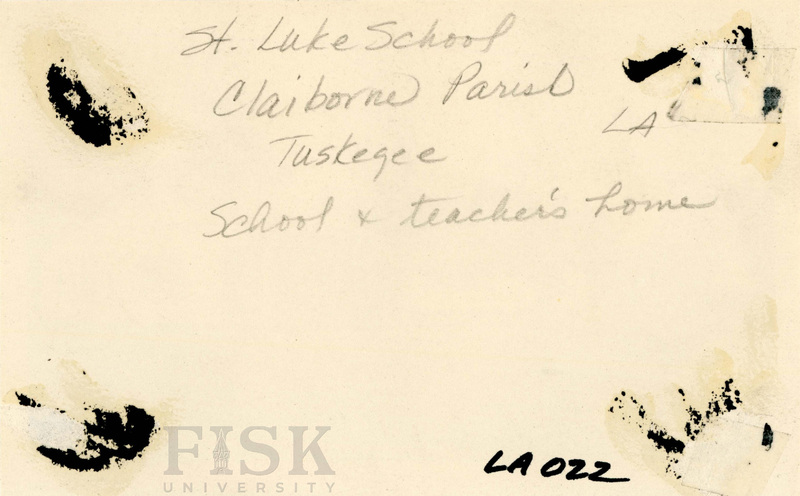 St. Luke School
Claiborne Parish
LA
Tuskegee
School & teacher's home
FISK
UNIVERSITY
LA 022